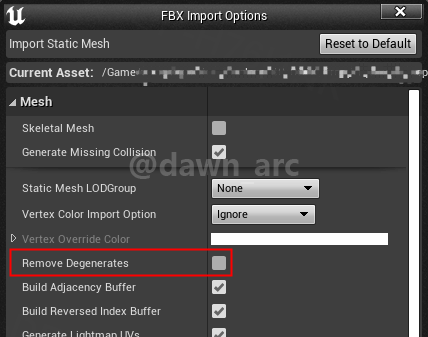 FBX Import Options
Import Static Mesh
Reset to Default
Current Asset: /Game
Mesh
Skeletal Mesh
Generate Missing Collision
@dawn_arc
Static Mesh LODGroup
None
Vertex Color Import Option
Ignore
Vertex Override Color
Remove Degenerates
Build Adjacency Buffer
Build Reversed Index Buffer
Generate Lightmap UVs